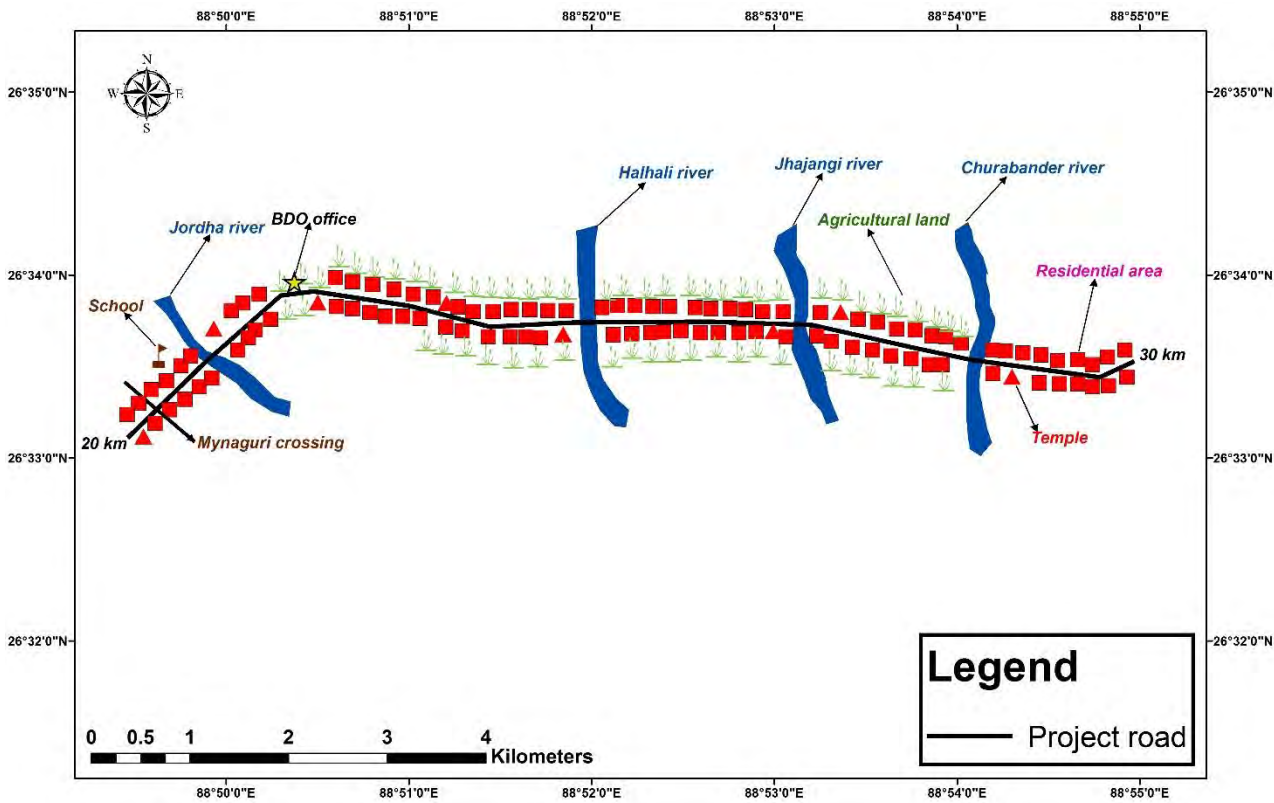 88°50'0"E 88°51'0"E 88°52'0"E 88°53'0"E 88°54'0"E 88°55'0"E
N
W E
S
26°35'0"N 26°35'0"N
Halhali river
Jhajangi river
Churabander river
Agricultural land
BDO office
Jordha river
26°34'0"N 26°34'0"N
Residential area
School
30 km
20 km
Mynaguri crossing
Temple
26°33'0"N 26°33'0"N
26°32'0"N 26°32'0"N
Legend
Project road
0 0.5 1 2 3 4
Kilometers
88°50'0"E 88°51'0"E 88°52'0"E 88°53'0"E 88°54'0"E 88°55'0"E